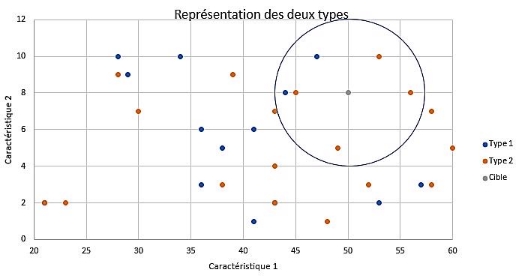 Représentation des deux types
12
10
8
6
4
2
0
Caractéristique 2
20 25 30 35 40 45 50 55 60
Caractéristique 1
Type 1
Type 2
Cible